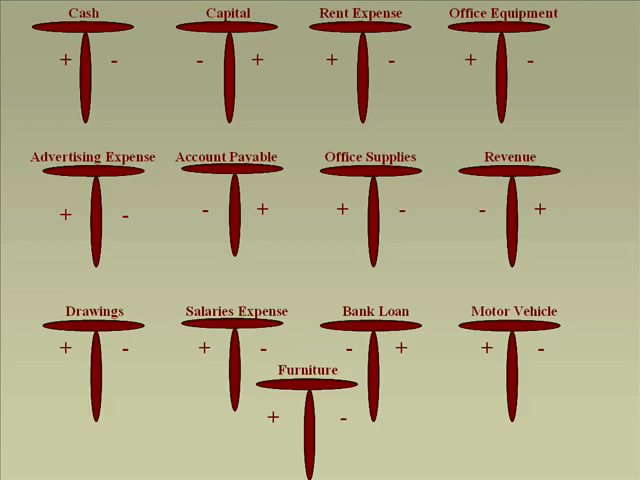 Cash Capital Rent Expense Office Equipment
+ - - + + - + -
Advertising Expense Account Payable Office Supplies Revenue
+ - - + + - - +
Drawings Salaries Expense Bank Loan Motor Vehicle
+ - + - - + + -
Furniture
+ -